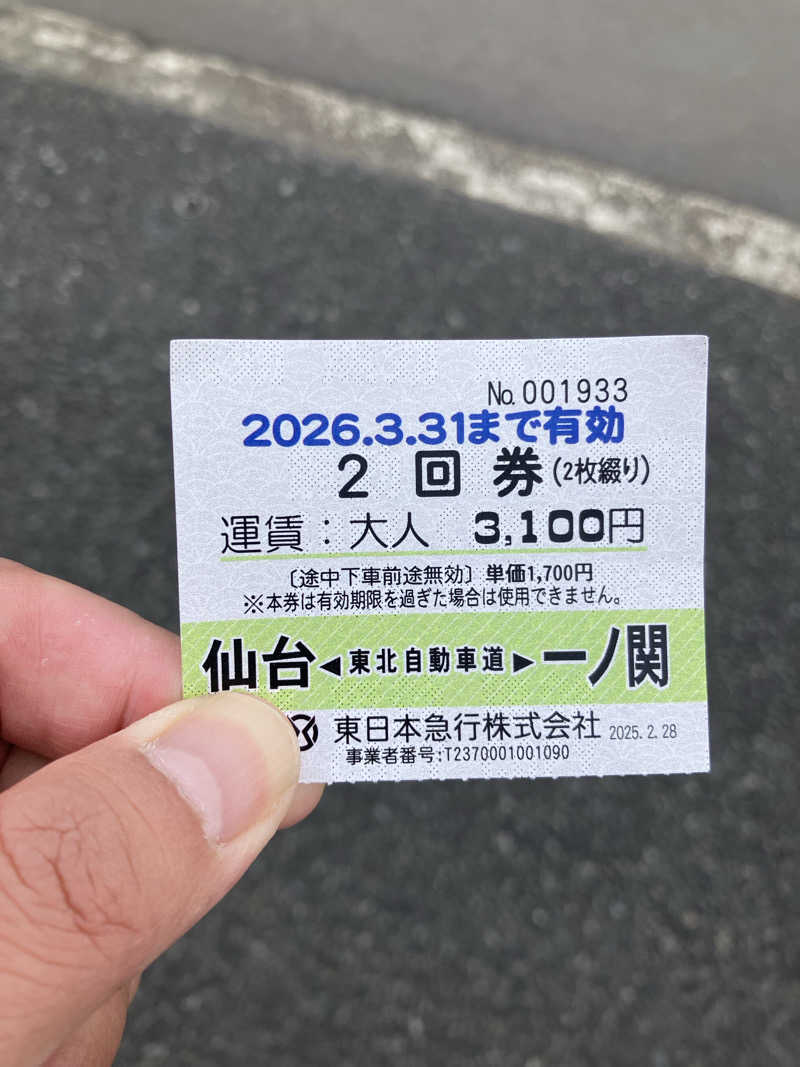 No.001933
2026.3.31まで有効
2回券(2枚綴り)
運賃：大人 3,100円
〔途中下車前途無効〕単価1,700円
※本券は有効期限を過ぎた場合は使用できません。
仙台◀東北自動車道▶一ノ関
東日本急行株式会社 2025.2.28
事業者番号:T2370001001090